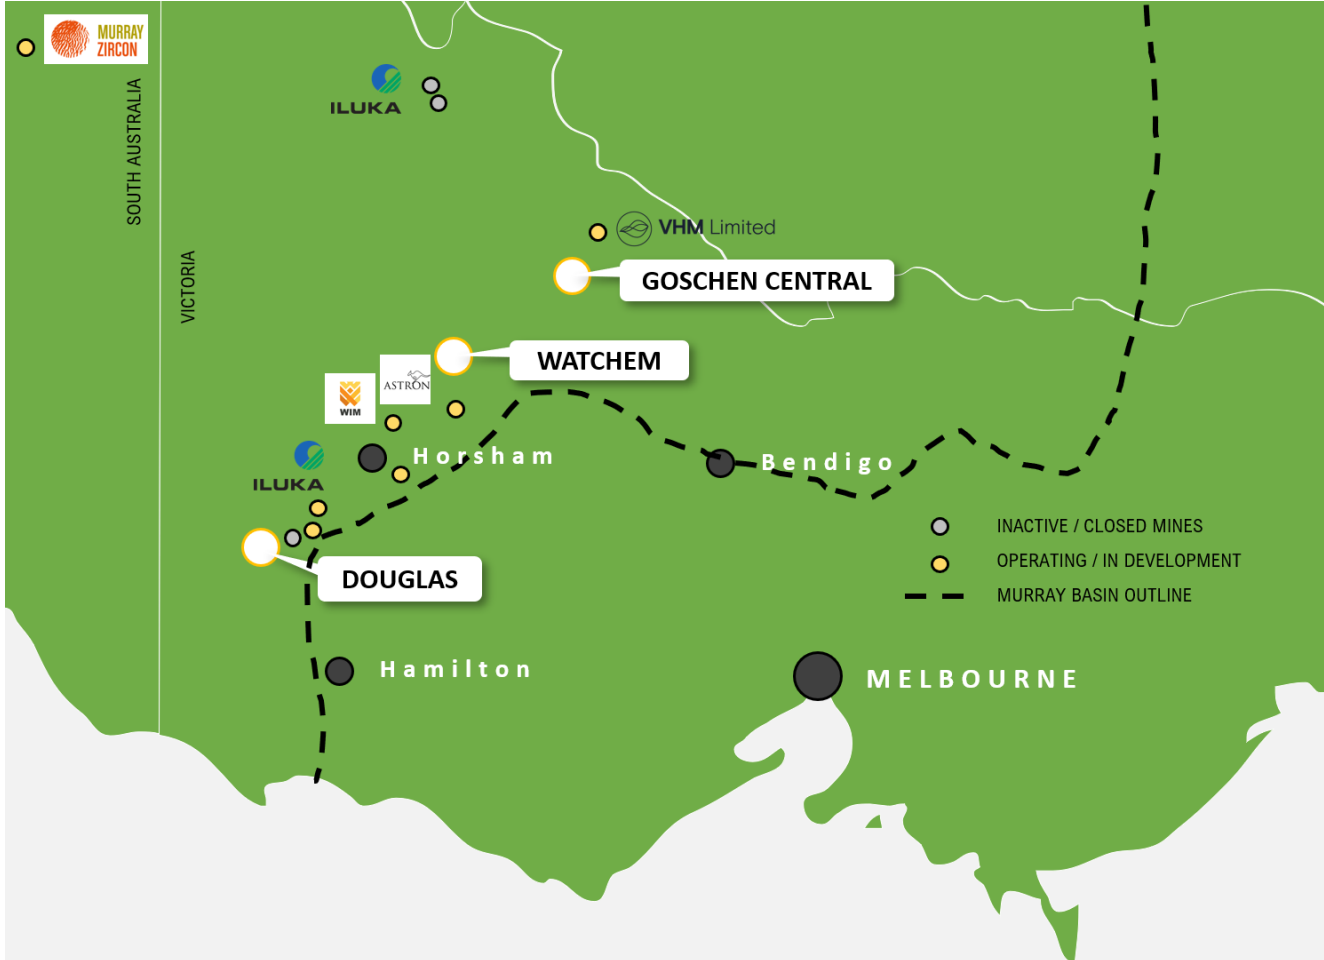 MURRAY
ZIRCON
SOUTH AUSTRALIA
VICTORIA
ILUKA
VHM Limited
GOSCHEN CENTRAL
WATCHEM
ASTRON
WIM
Horsham
Bendigo
ILUKA
DOUGLAS
INACTIVE / CLOSED MINES
OPERATING / IN DEVELOPMENT
MURRAY BASIN OUTLINE
Hamilton
MELBOURNE